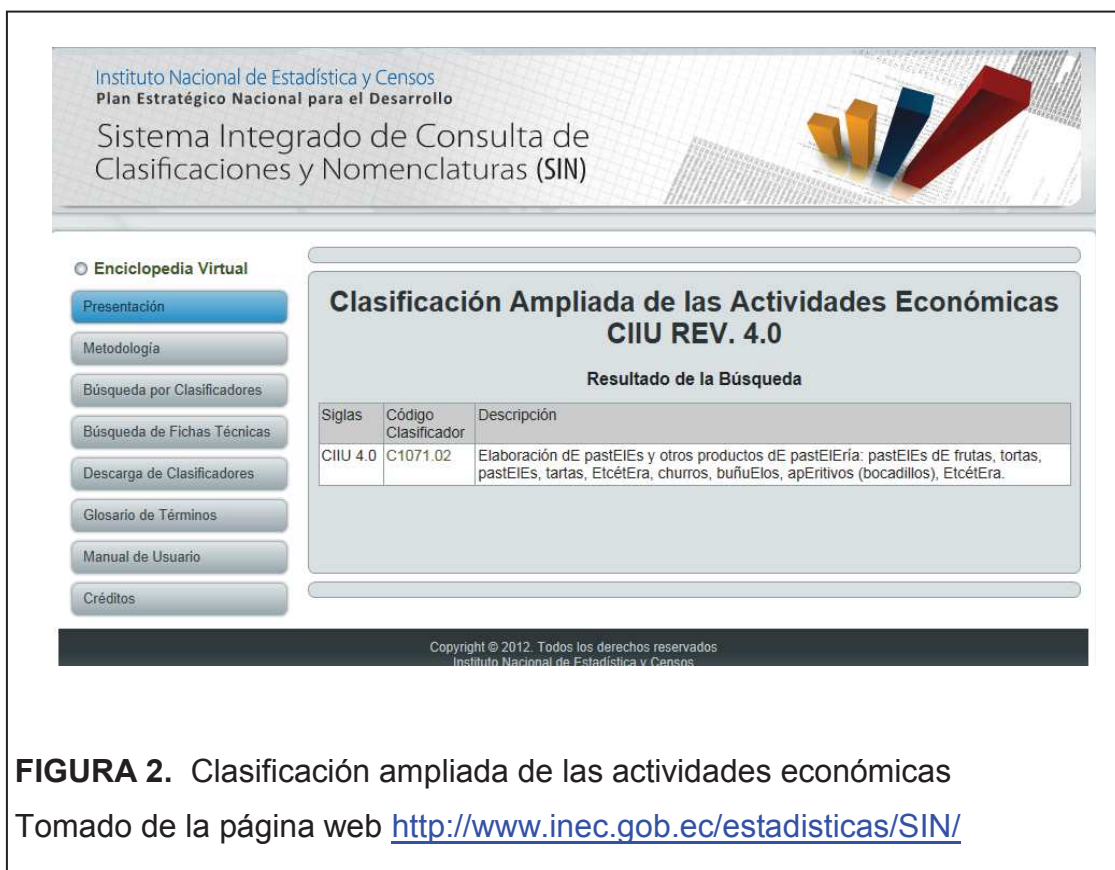 Instituto Nacional de Estadística y Censos
Plan Estratégico Nacional para el Desarrollo
Sistema Integrado de Consulta de
Clasificaciones y Nomenclaturas (SIN)
Enciclopedia Virtual
Presentación
Metodología
Búsqueda por Clasificadores
Búsqueda de Fichas Técnicas
Descarga de Clasificadores
Glosario de Términos
Manual de Usuario
Créditos
Clasificación Ampliada de las Actividades Económicas
CIIU REV. 4.0
Resultado de la Búsqueda
Siglas Código Clasificador Descripción
CIIU 4.0 C1071.02 Elaboración dE pastElEs y otros productos dE pastElEría: pastElEs dE frutas, tortas,
pastElEs, tartas, EtcétEra, churros, buñuElos, apEritivos (bocadillos), EtcétEra.
Copyright © 2012. Todos los derechos reservados
Instituto Nacional de Estadística y Censos
FIGURA 2. Clasificación ampliada de las actividades económicas
Tomado de la página web http://www.inec.gob.ec/estadisticas/SIN/